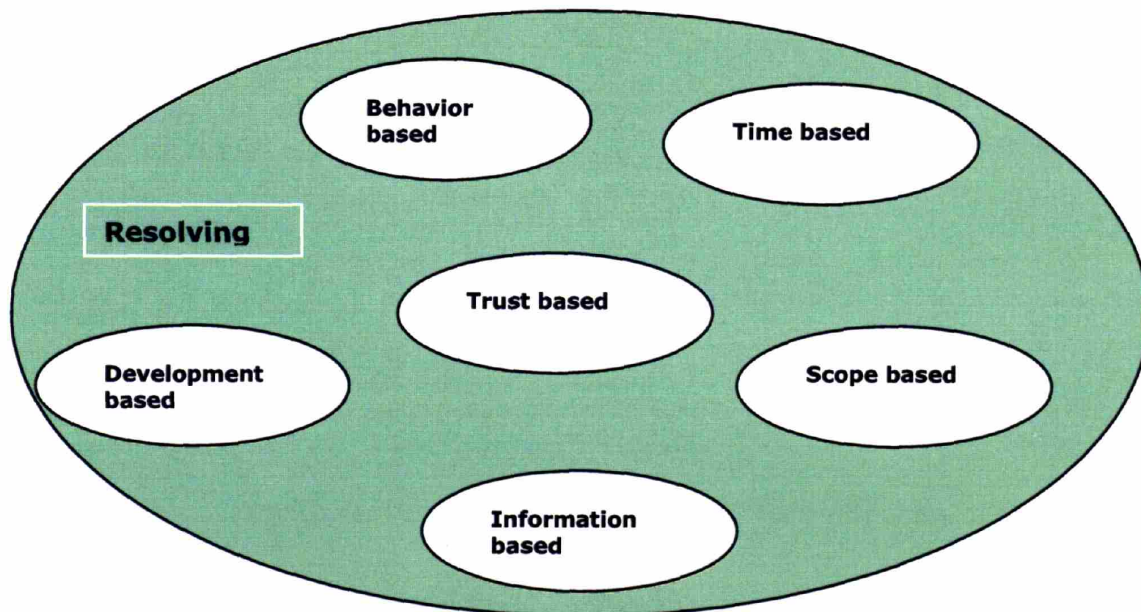 Behavior
based
Time based
Resolving
Trust based
Development
based
Scope based
Information
based